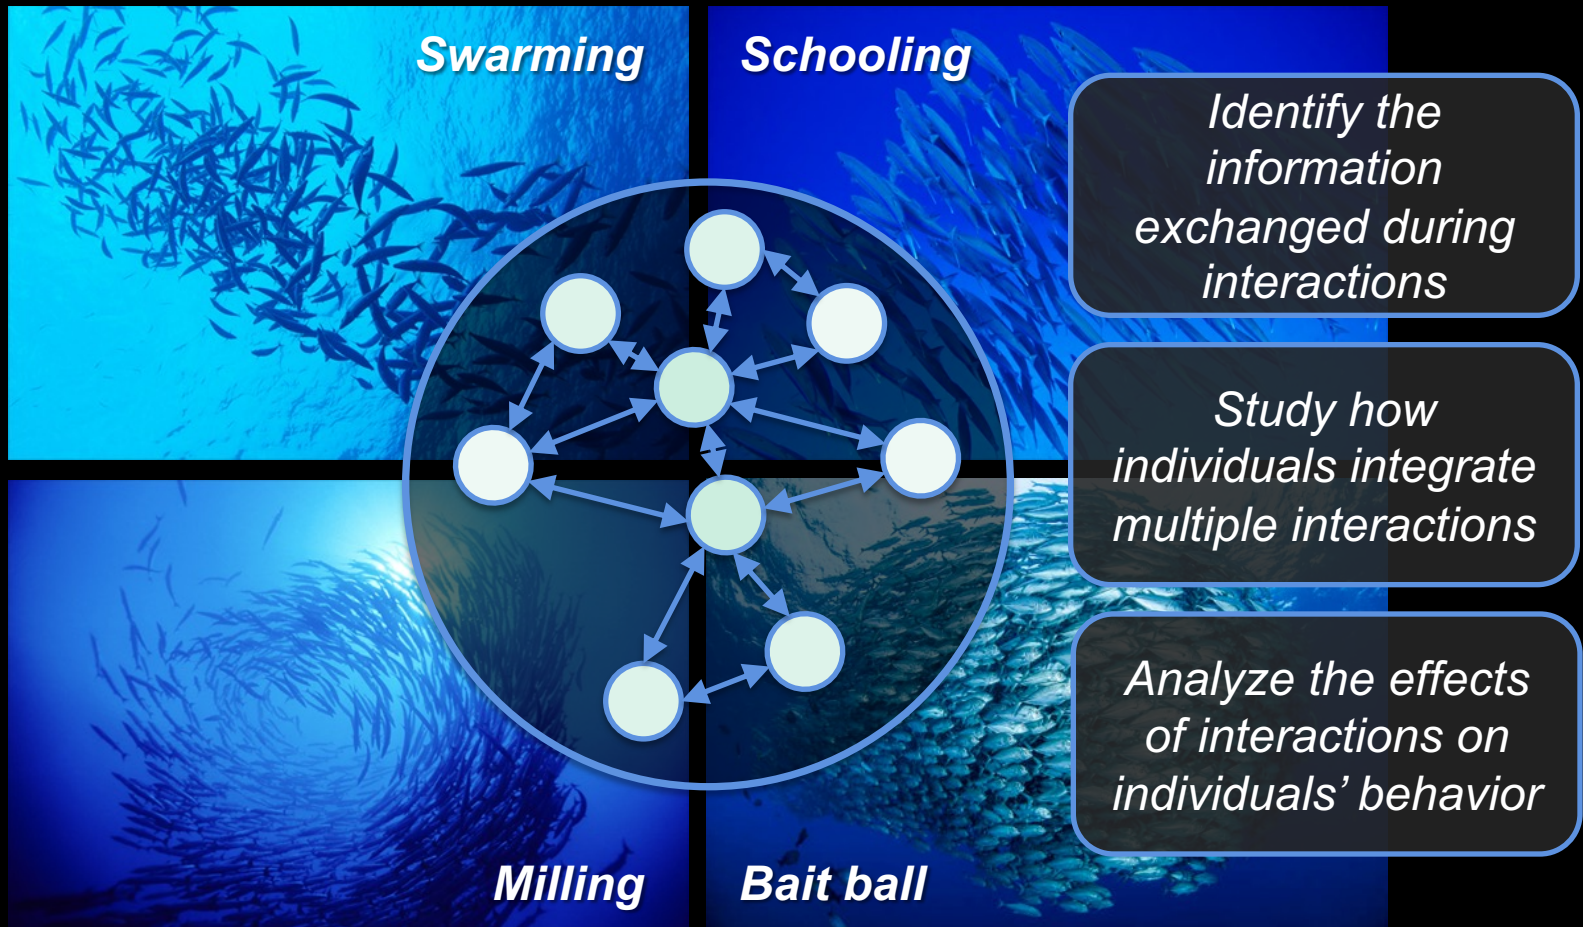 Swarming
Schooling
Identify the
information
exchanged during
interactions
Study how
individuals integrate
multiple interactions
Analyze the effects
of interactions on
individuals’ behavior
Milling
Bait ball